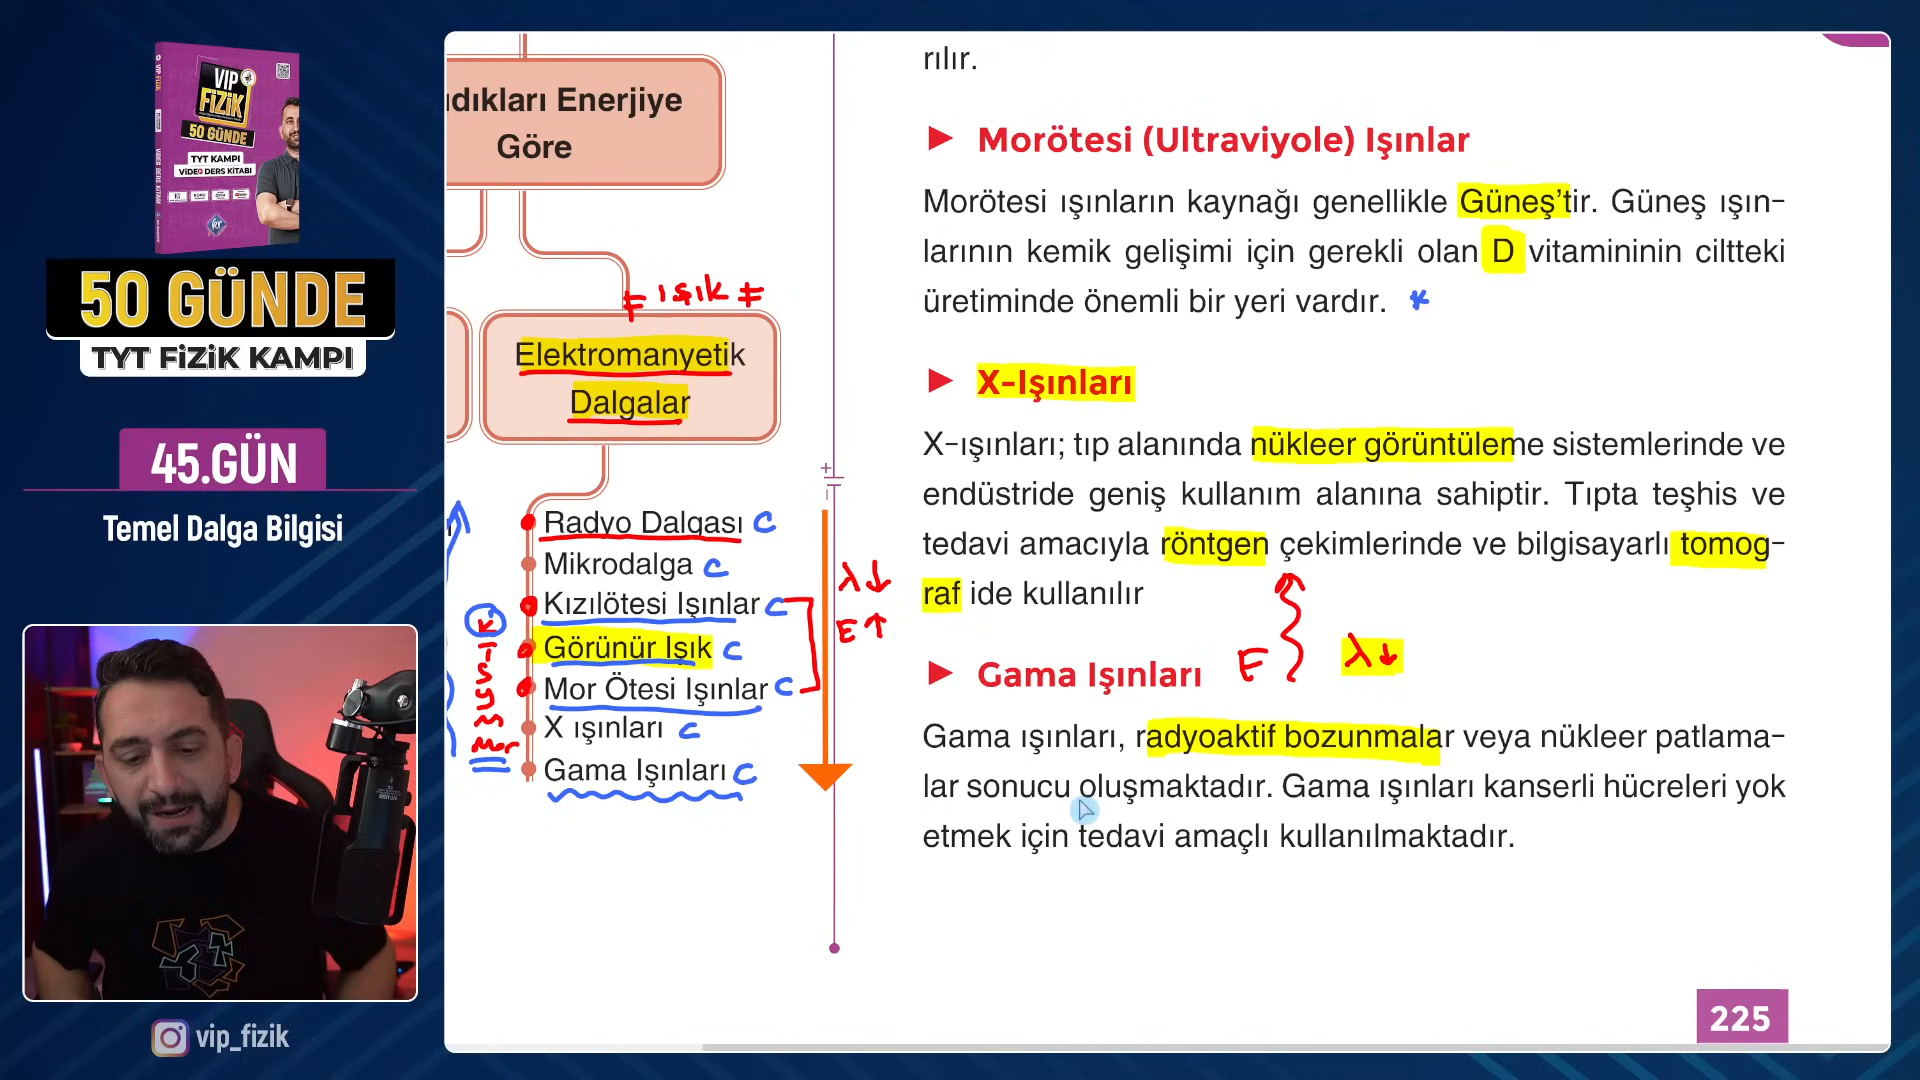 VIP
FİZİK
50 GÜNDE
TYT KAMPI
VİDEO DERS KİTABI
50 GÜNDE
TYT FiZiK KAMPI
45.GÜN
Temel Dalga Bilgisi
vip_fizik
ıdıkları Enerjiye
Göre
= ışık =
Elektromanyetik
Dalgalar
Radyo Dalgası c
Mikrodalga c
Kızılötesi Işınlar c
Görünür Işık c
Mor Ötesi Işınlar c
X ışınları c
Gama Işınları c
K
I
S
Y
M
Mor
λ↓
E↑
rılır.
Morötesi (Ultraviyole) Işınlar
Morötesi ışınların kaynağı genellikle Güneş’tir. Güneş ışın-
larının kemik gelişimi için gerekli olan D vitamininin ciltteki
üretiminde önemli bir yeri vardır. *
X-Işınları
X-ışınları; tıp alanında nükleer görüntüleme sistemlerinde ve
endüstride geniş kullanım alanına sahiptir. Tıpta teşhis ve
tedavi amacıyla röntgen çekimlerinde ve bilgisayarlı tomog-
raf ide kullanılır
Gama Işınları E λ↓
Gama ışınları, radyoaktif bozunmalar veya nükleer patlama-
lar sonucu oluşmaktadır. Gama ışınları kanserli hücreleri yok
etmek için tedavi amaçlı kullanılmaktadır.
225